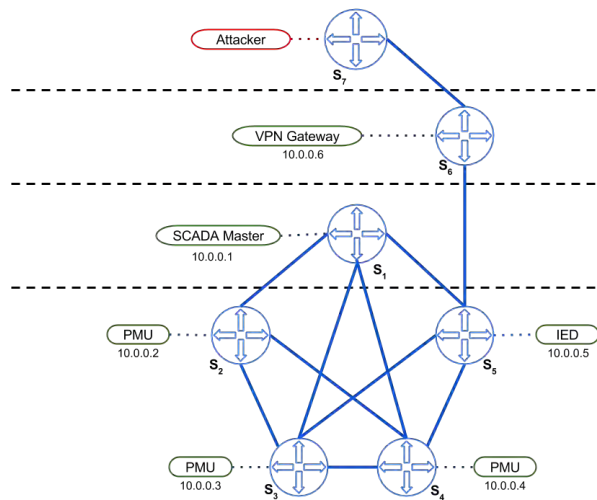 Attacker
S7
VPN Gateway
10.0.0.6
S6
SCADA Master
10.0.0.1
S1
PMU
10.0.0.2
S2
IED
10.0.0.5
S5
PMU
10.0.0.3
S3
PMU
10.0.0.4
S4